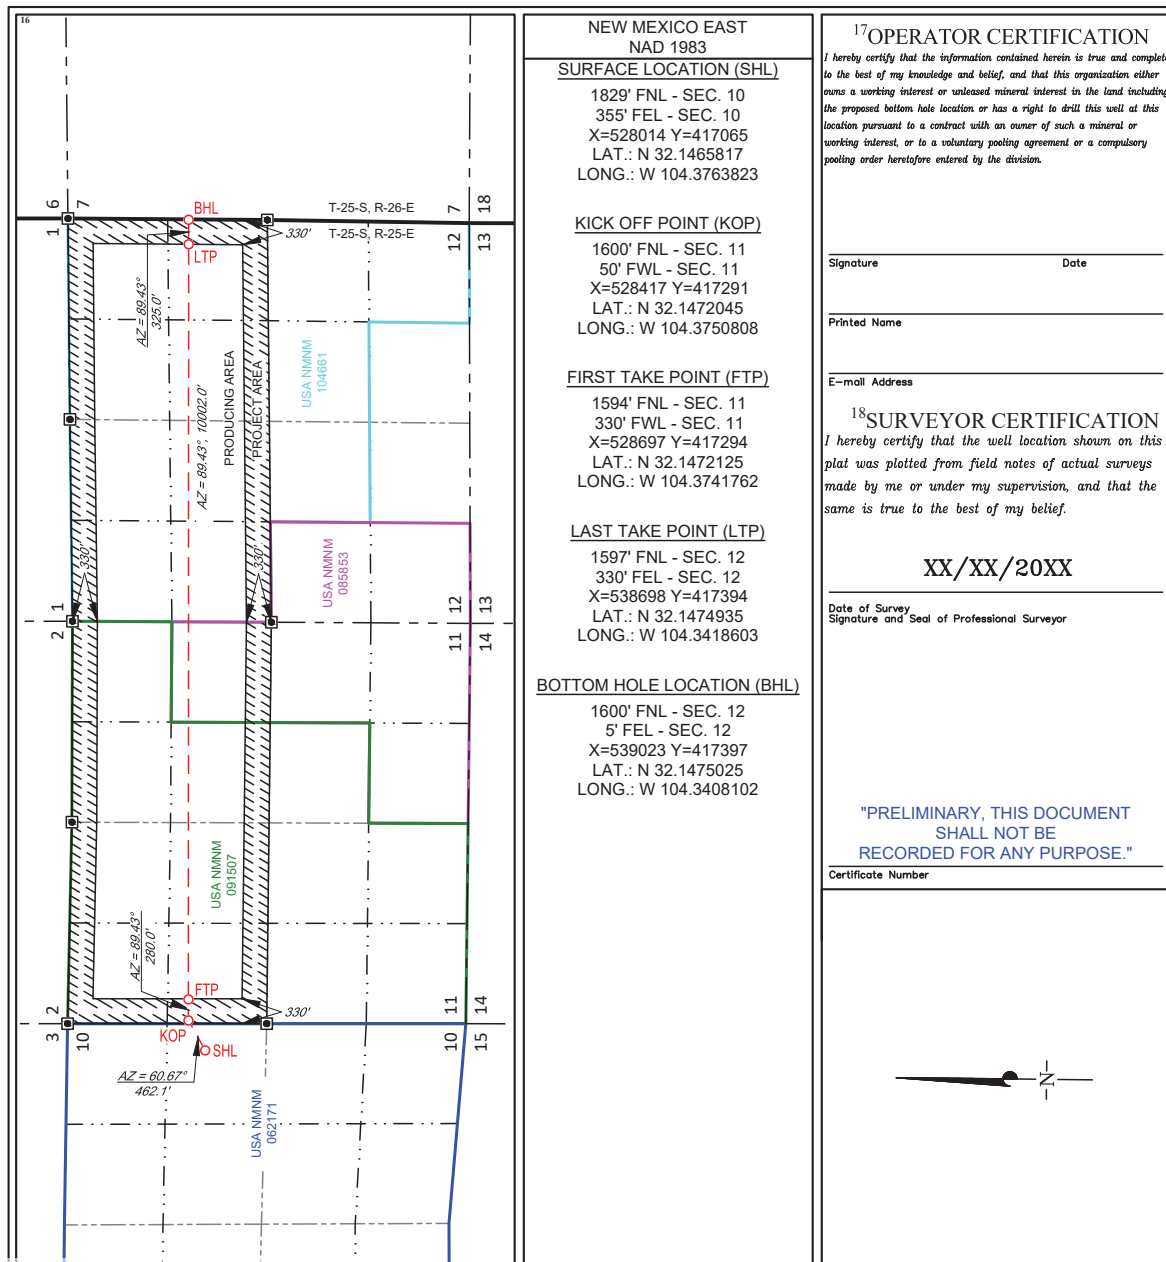 16
6
7
1
BHL
T-25-S, R-26-E
T-25-S, R-25-E
7
18
12
13
330'
LTP
AZ = 89.43°
325.0'
PRODUCING AREA
PROJECT AREA
AZ = 89.43°, 10002.0'
USA NMNM
104661
330'
330'
USA NMNM
085853
1
2
12
13
11
14
USA NMNM
091507
AZ = 89.43°
280.0'
FTP
330'
2
3
10
11
14
10
15
KOP
SHL
AZ = 60.67°
462.1'
USA NMNM
062171
NEW MEXICO EAST
NAD 1983
SURFACE LOCATION (SHL)
1829' FNL - SEC. 10
355' FEL - SEC. 10
X=528014 Y=417065
LAT.: N 32.1465817
LONG.: W 104.3763823
KICK OFF POINT (KOP)
1600' FNL - SEC. 11
50' FWL - SEC. 11
X=528417 Y=417291
LAT.: N 32.1472045
LONG.: W 104.3750808
FIRST TAKE POINT (FTP)
1594' FNL - SEC. 11
330' FWL - SEC. 11
X=528697 Y=417294
LAT.: N 32.1472125
LONG.: W 104.3741762
LAST TAKE POINT (LTP)
1597' FNL - SEC. 12
330' FEL - SEC. 12
X=538698 Y=417394
LAT.: N 32.1474935
LONG.: W 104.3418603
BOTTOM HOLE LOCATION (BHL)
1600' FNL - SEC. 12
5' FEL - SEC. 12
X=539023 Y=417397
LAT.: N 32.1475025
LONG.: W 104.3408102
17OPERATOR CERTIFICATION
I hereby certify that the information contained herein is true and complete
to the best of my knowledge and belief, and that this organization either
owns a working interest or unleased mineral interest in the land including
the proposed bottom hole location or has a right to drill this well at this
location pursuant to a contract with an owner of such a mineral or
working interest, or to a voluntary pooling agreement or a compulsory
pooling order heretofore entered by the division.
Signature Date
Printed Name
E-mail Address
18SURVEYOR CERTIFICATION
I hereby certify that the well location shown on this
plat was plotted from field notes of actual surveys
made by me or under my supervision, and that the
same is true to the best of my belief.
XX/XX/20XX
Date of Survey
Signature and Seal of Professional Surveyor
"PRELIMINARY, THIS DOCUMENT
SHALL NOT BE
RECORDED FOR ANY PURPOSE."
Certificate Number
N